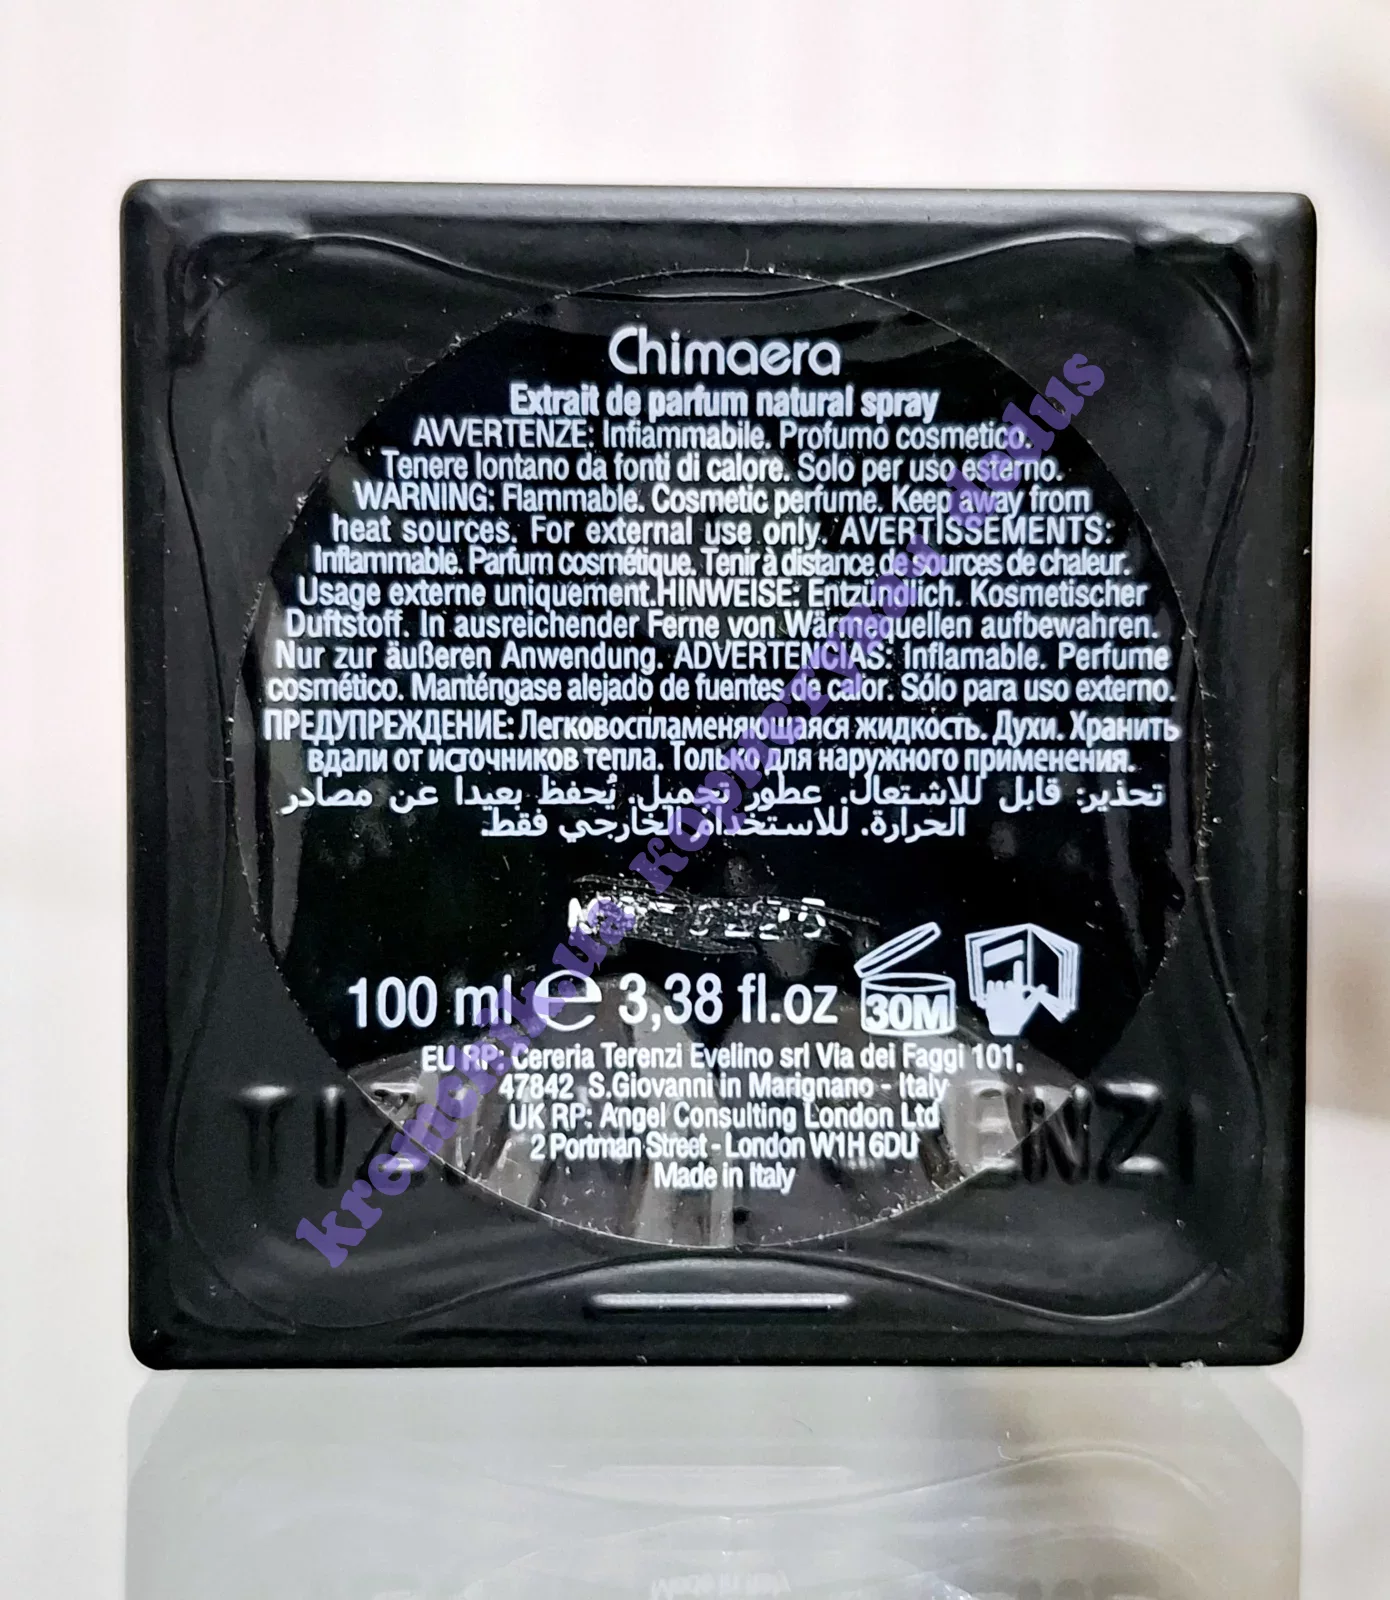 Chimaera
Extrait de parfum natural spray
AVVERTENZE: Infiammabile. Profumo cosmetico.
Tenere lontano da fonti di calore. Solo per uso esterno.
WARNING: Flammable. Cosmetic perfume. Keep away from
heat sources. For external use only. AVERTISSEMENTS:
Inflammable. Parfum cosmétique. Tenir à distance de sources de chaleur.
Usage externe uniquement.HINWEISE: Entzündlich. Kosmetischer
Duftstoff. In ausreichender Ferne von Wärmequellen aufbewahren.
Nur zur äußeren Anwendung. ADVERTENCIAS: Inflamable. Perfume
cosmético. Manténgase alejado de fuentes de calor. Sólo para uso externo.
ПРЕДУПРЕЖДЕНИЕ: Легковоспламеняющаяся жидкость. Духи. Хранить
вдали от источников тепла. Только для наружного применения.
تحذير: قابل للاشتعال. عطور تجميل. يُحفظ بعيدا عن مصادر
الحرارة. للاستخدام الخارجي فقط.
100 ml e 3,38 fl.oz 30M
EU RP: Cereria Terenzi Evelino srl Via dei Faggi 101,
47842 S.Giovanni in Marignano - Italy
UK RP: Angel Consulting London Ltd
2 Portman Street - London W1H 6DU
Made in Italy